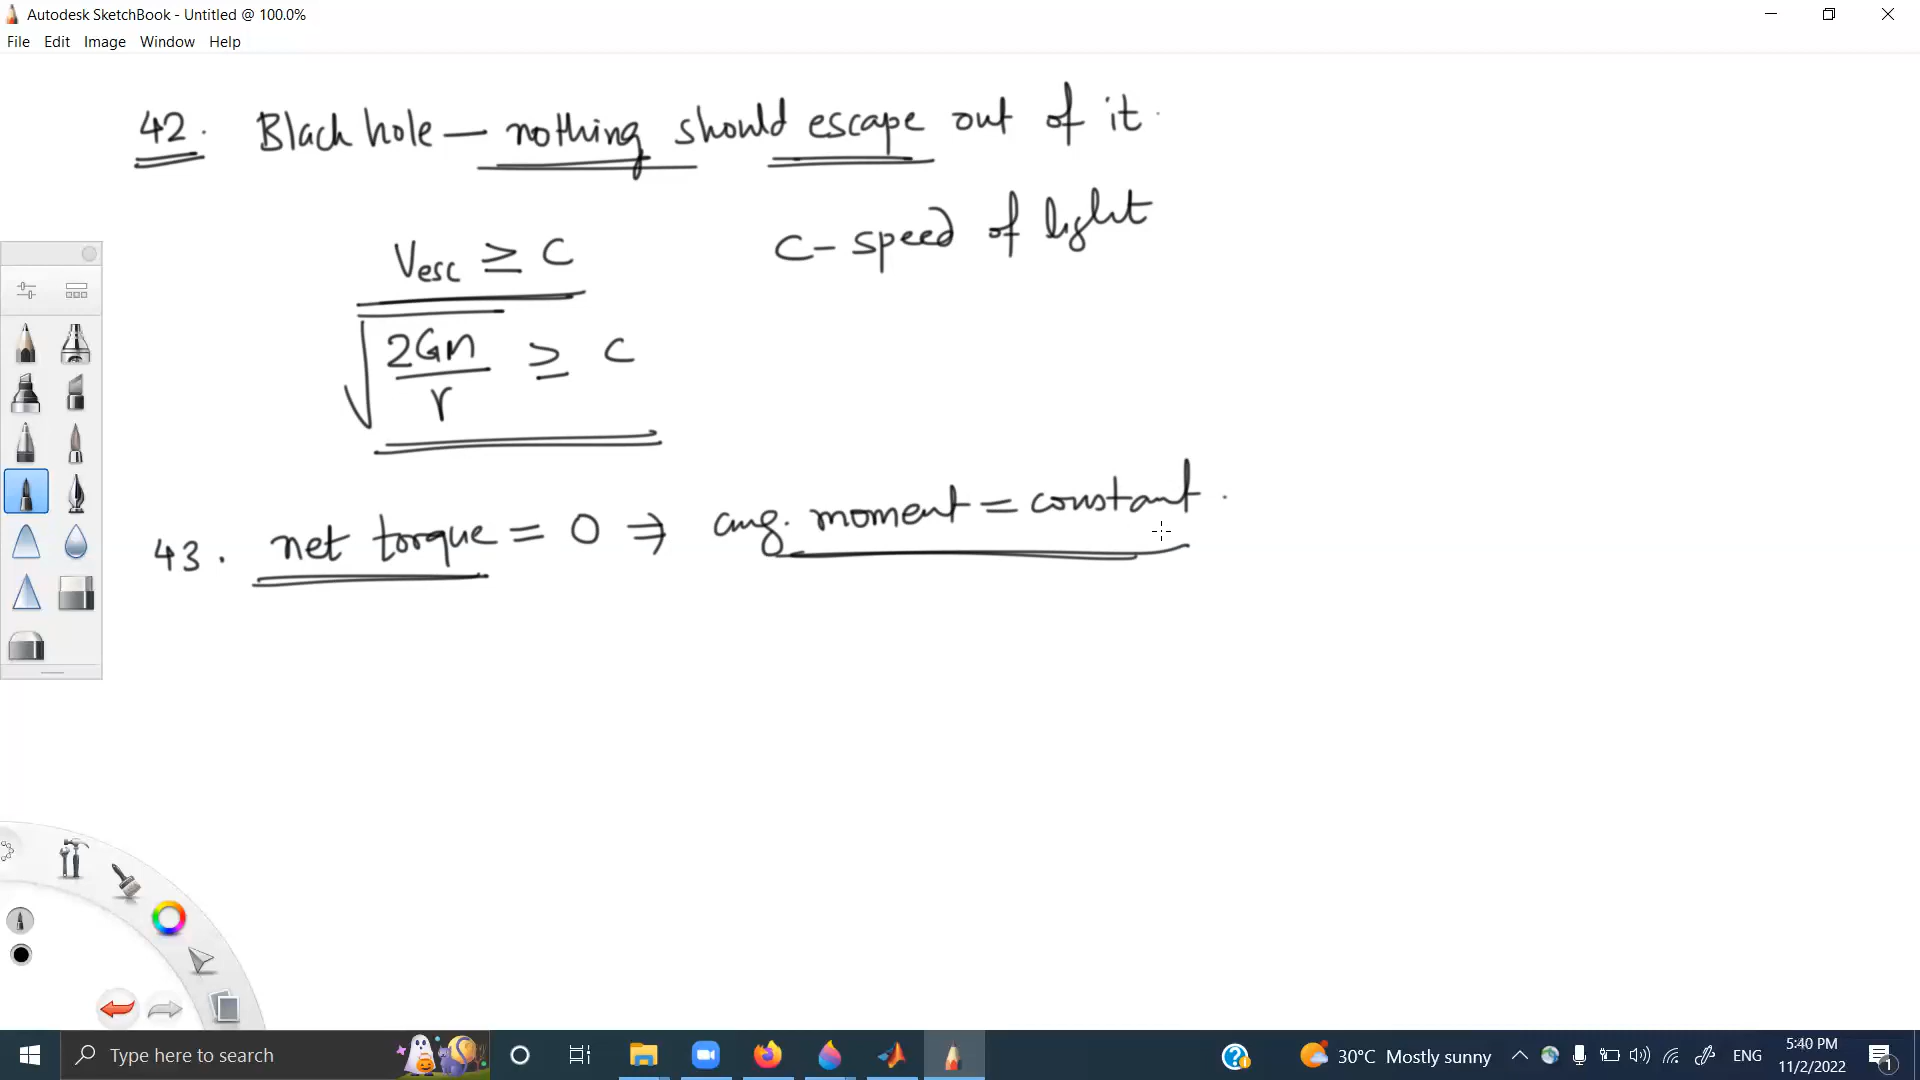 Autodesk SketchBook - Untitled @ 100.0%
File Edit Image Window Help
42. Black hole — nothing should escape out of it.
Vesc ≥ C
C - speed of light
√(2GM/r) ≥ C
43. net torque = 0 ⇒ ang. moment = constant.
Type here to search
30°C Mostly sunny
ENG
5:40 PM
11/2/2022
1